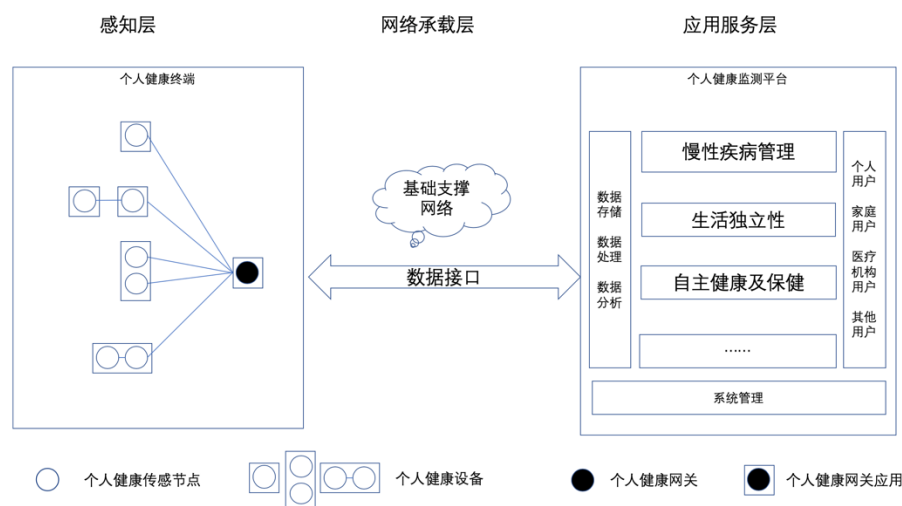 感知层
网络承载层
应用服务层
个人健康终端
基础支撑
网络
数据接口
个人健康监测平台
数据
存储
数据
处理
数据
分析
慢性疾病管理
生活独立性
自主健康及保健
……
个人
用户
家庭
用户
医疗
机构
用户
其他
用户
系统管理
个人健康传感节点
个人健康设备
个人健康网关
个人健康网关应用